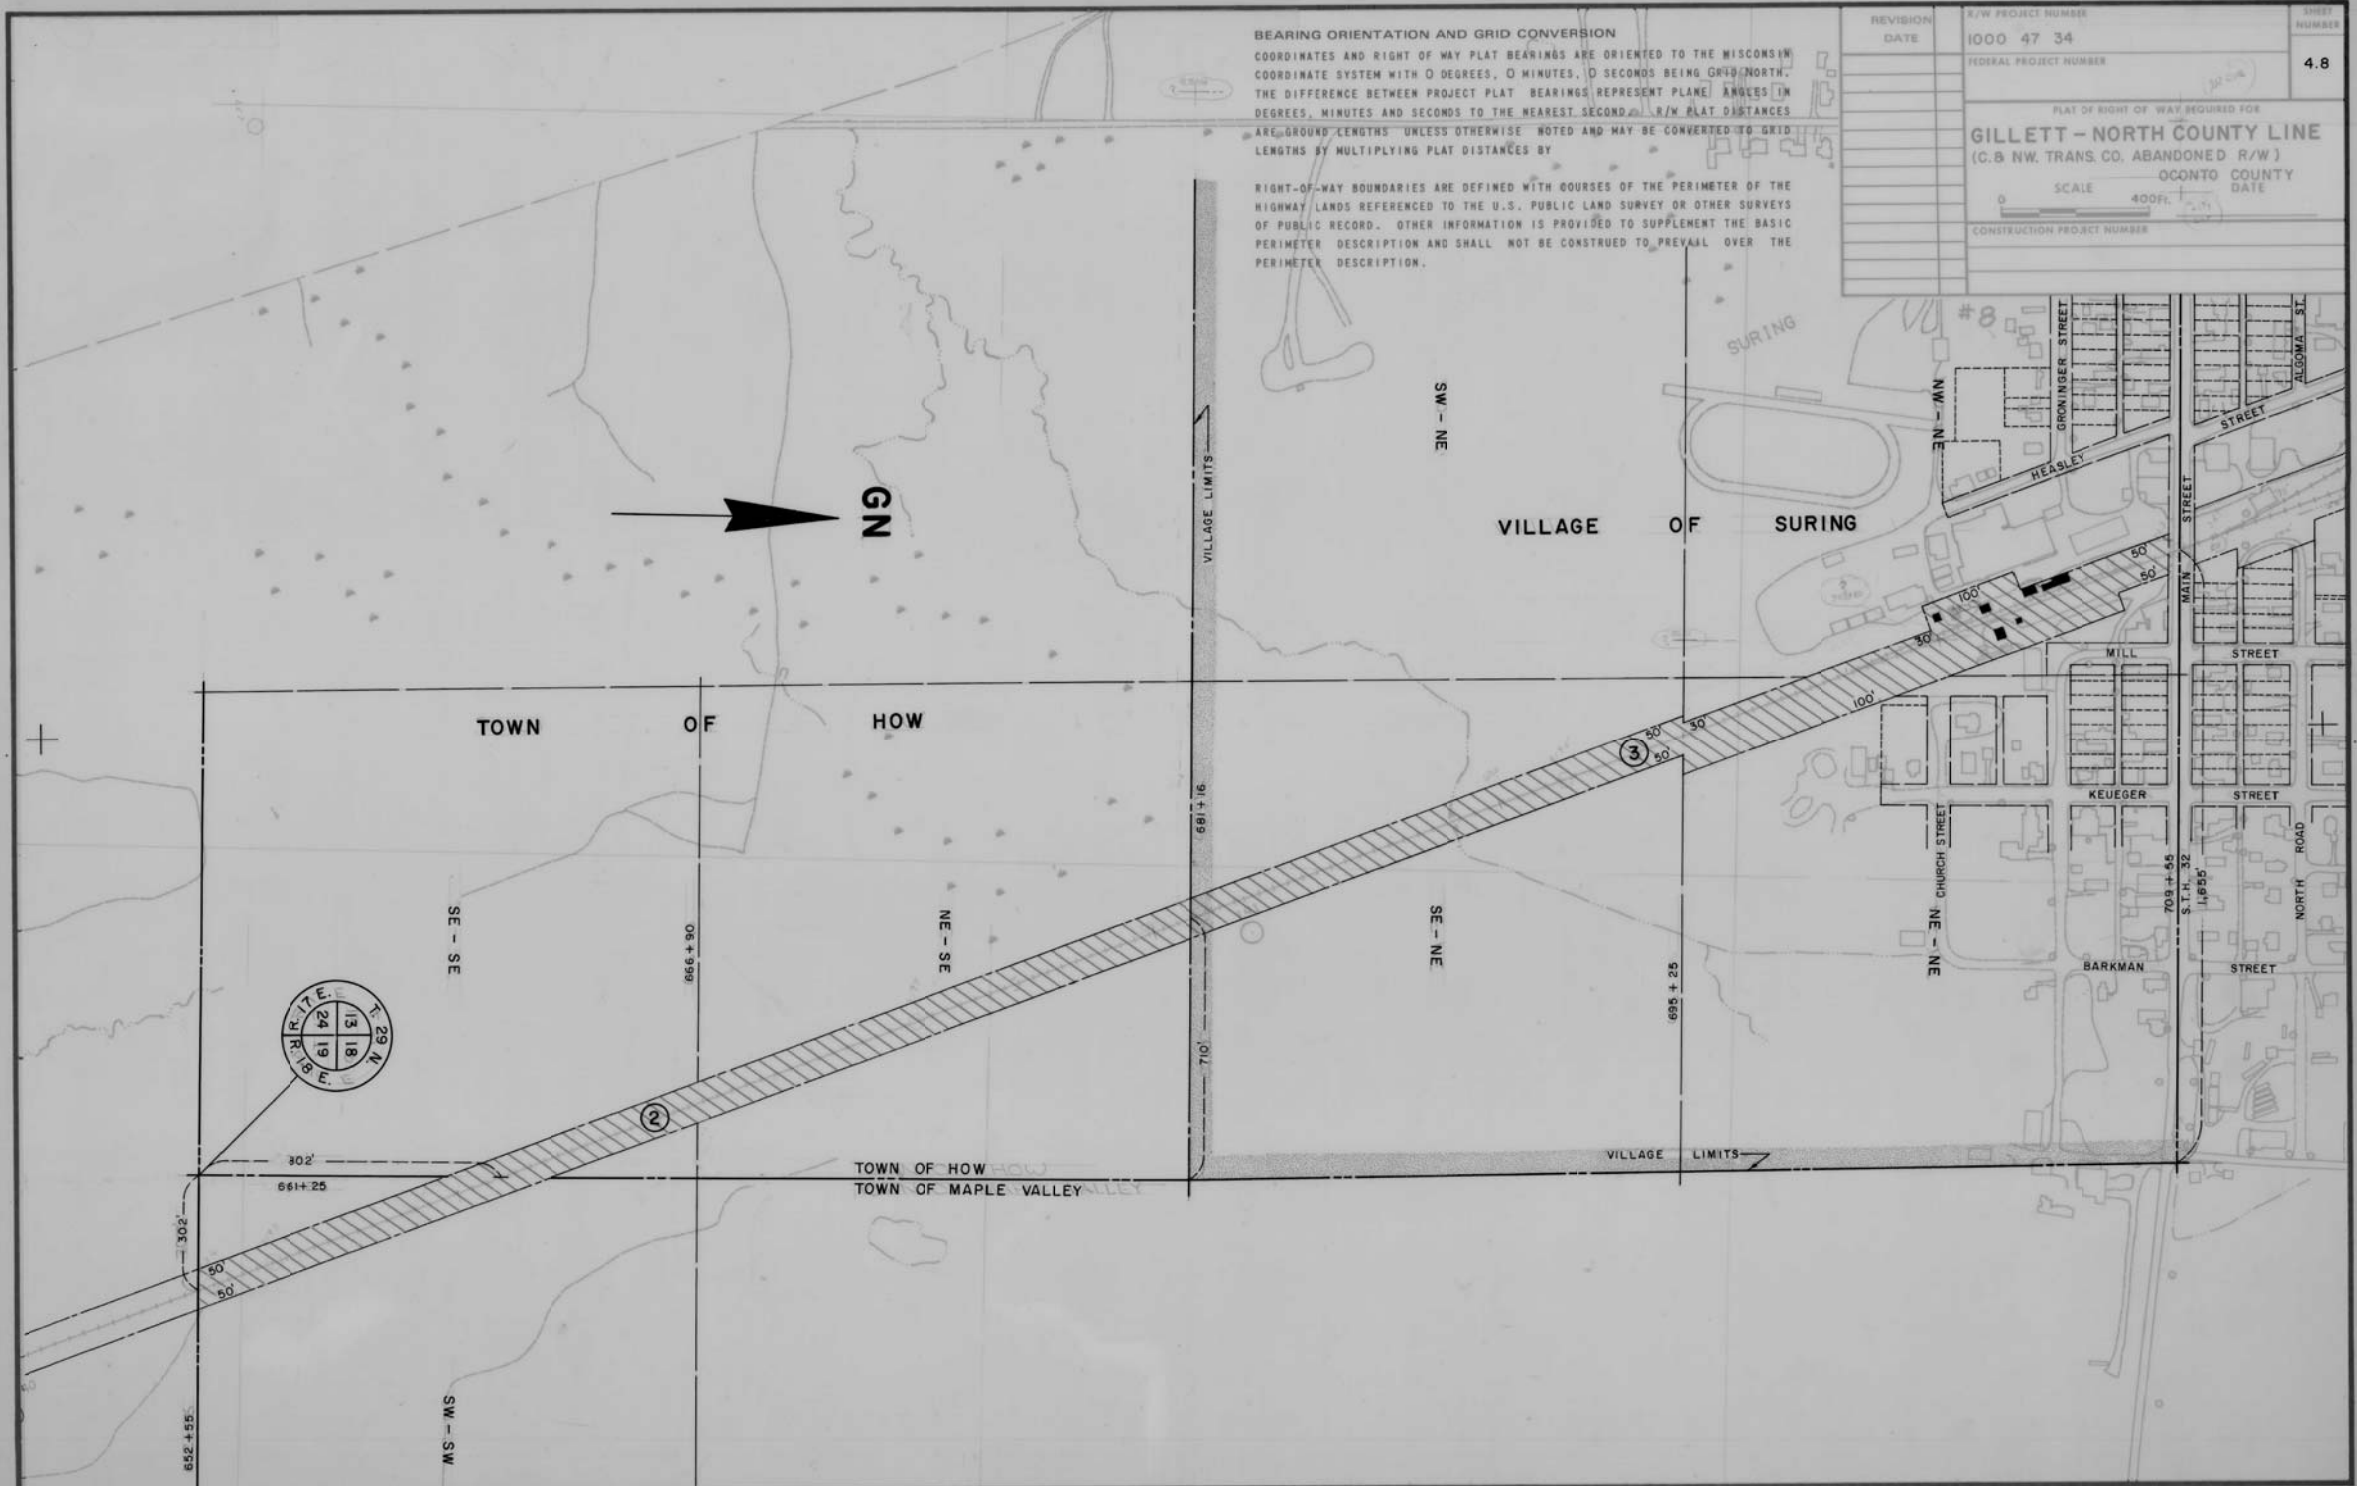 BEARING ORIENTATION AND GRID CONVERSION
COORDINATES AND RIGHT OF WAY PLAT BEARINGS ARE ORIENTED TO THE WISCONSIN
COORDINATE SYSTEM WITH 0 DEGREES, 0 MINUTES, 0 SECONDS BEING GRID NORTH.
THE DIFFERENCE BETWEEN PROJECT PLAT BEARINGS REPRESENT PLANE ANGLES IN
DEGREES, MINUTES AND SECONDS TO THE NEAREST SECOND. R/W PLAT DISTANCES
ARE GROUND LENGTHS UNLESS OTHERWISE NOTED AND MAY BE CONVERTED TO GRID
LENGTHS BY MULTIPLYING PLAT DISTANCES BY
RIGHT-OF-WAY BOUNDARIES ARE DEFINED WITH COURSES OF THE PERIMETER OF THE
HIGHWAY LANDS REFERENCED TO THE U.S. PUBLIC LAND SURVEY OR OTHER SURVEYS
OF PUBLIC RECORD. OTHER INFORMATION IS PROVIDED TO SUPPLEMENT THE BASIC
PERIMETER DESCRIPTION AND SHALL NOT BE CONSTRUED TO PREVAIL OVER THE
PERIMETER DESCRIPTION.
REVISION
DATE
R/W PROJECT NUMBER
1000 47 34
FEDERAL PROJECT NUMBER
SHEET
NUMBER
4.8
PLAT OF RIGHT OF WAY REQUIRED FOR
GILLETT - NORTH COUNTY LINE
(C. & NW. TRANS. CO. ABANDONED R/W)
OCONTO COUNTY
SCALE
DATE
0
400Ft.
CONSTRUCTION PROJECT NUMBER
#8
SURING
GRONINGER STREET
ALGOMA ST.
HEASLEY
STREET
MAIN STREET
SW - NE
NW - NE
VILLAGE LIMITS
GN
VILLAGE OF SURING
50'
50'
100'
30'
MILL
STREET
TOWN OF HOW
100'
50'
30'
50'
3
KEUEGER
STREET
681+16
CHURCH STREET
709+55
S.T.H. 32
1,655'
NORTH ROAD
SE - SE
666+90
NE - SE
SE - NE
695+25
NE - NE
BARKMAN
STREET
T. 29 N.
R. 17 E.
13 18
24 19
R. 18 E.
710'
2
302'
661+25
TOWN OF HOW
TOWN OF MAPLE VALLEY
VILLAGE LIMITS
302'
50'
50'
652+55
SW - SW